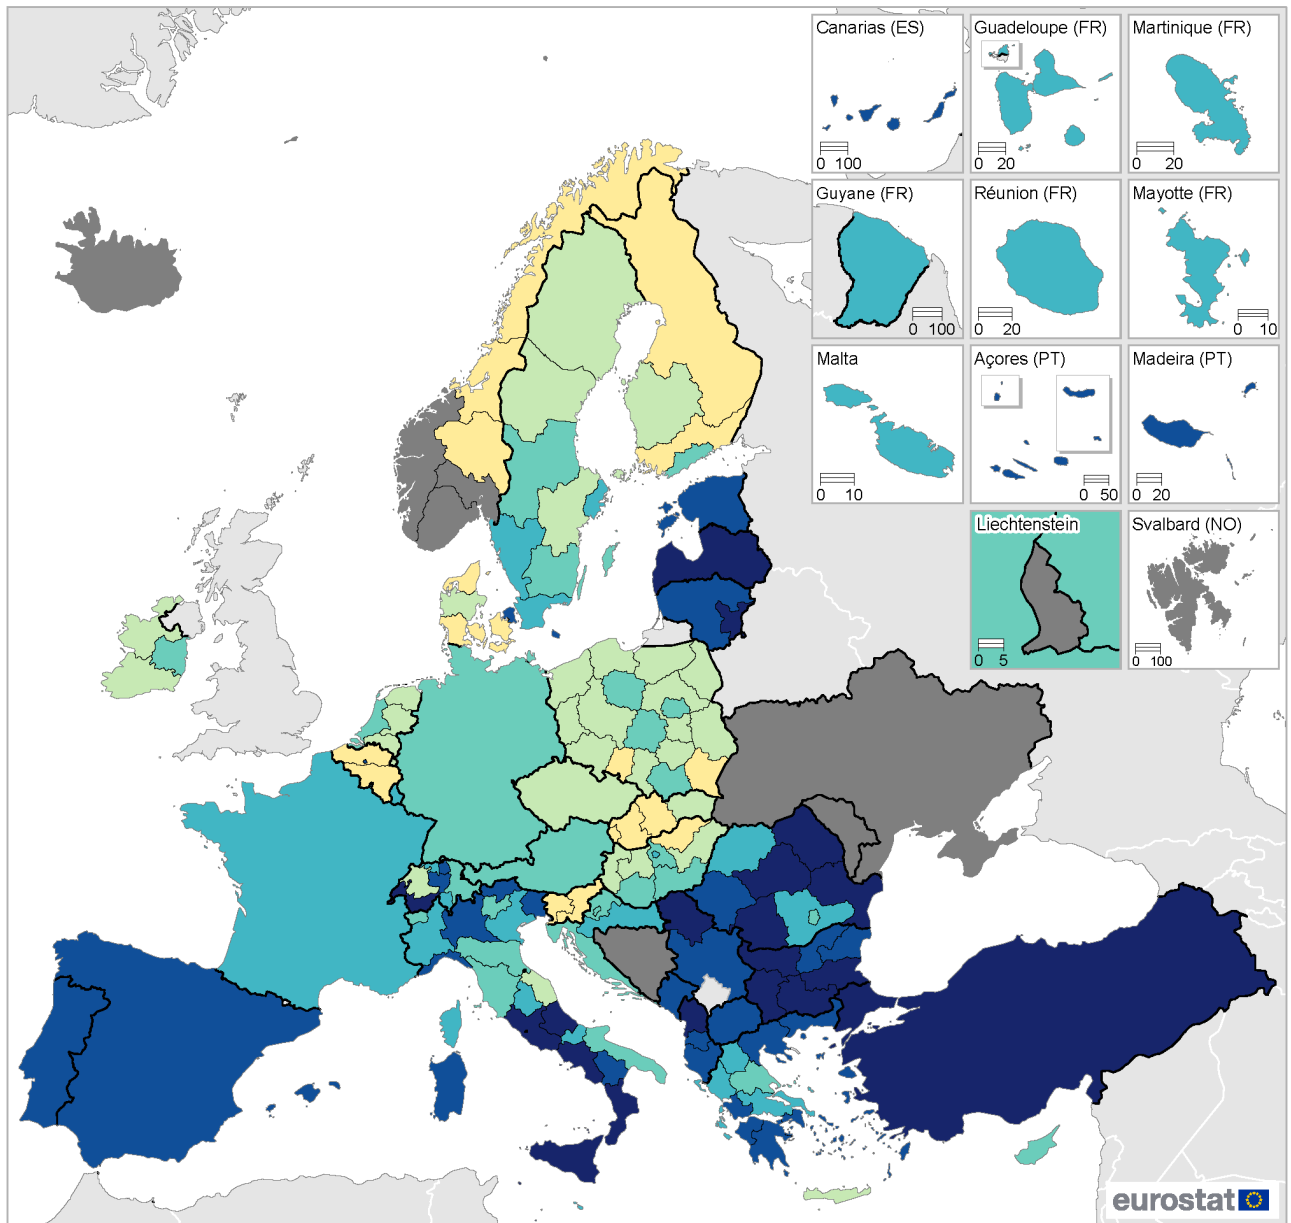 Canarias (ES)
0 100
Guadeloupe (FR)
0 20
Martinique (FR)
0 20
Guyane (FR)
0 100
Réunion (FR)
0 20
Mayotte (FR)
0 10
Malta
0 10
Açores (PT)
0 50
Madeira (PT)
0 20
Liechtenstein
0 5
Svalbard (NO)
0 100
eurostat